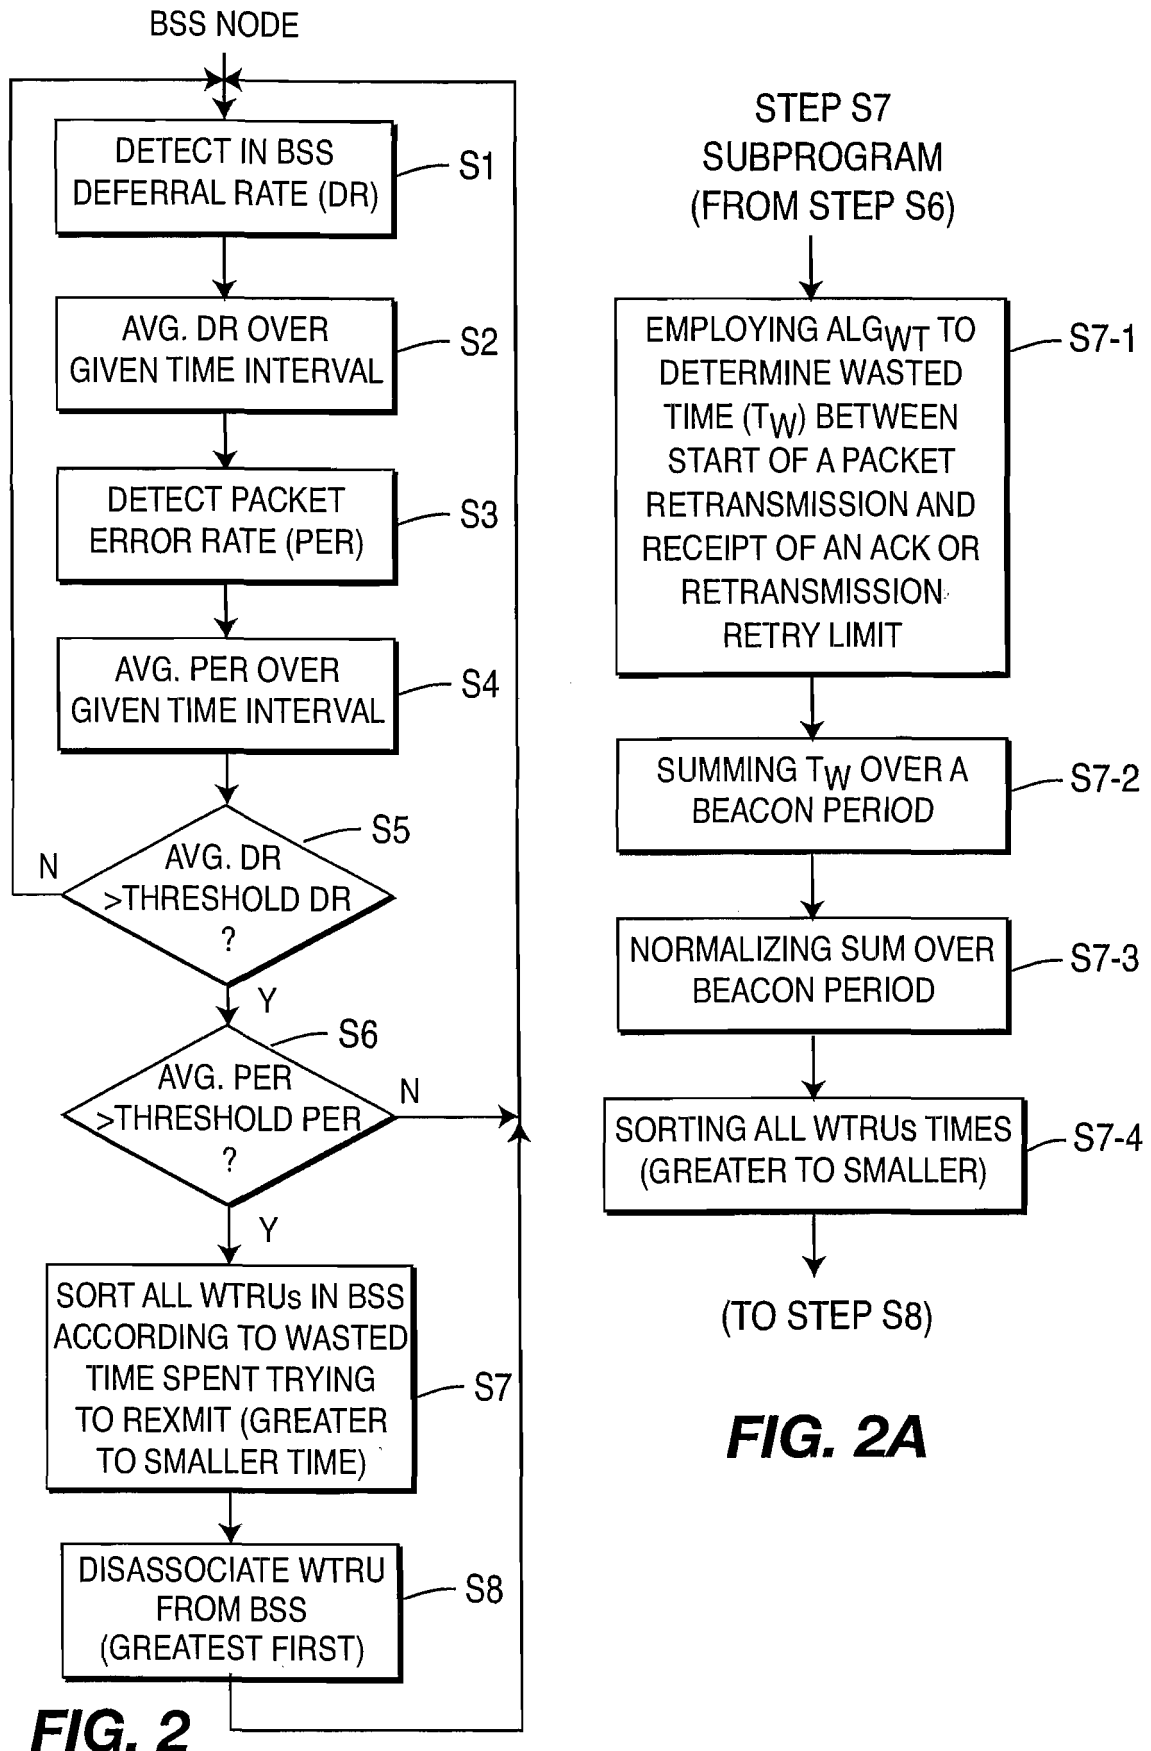 BSS NODE
DETECT IN BSS
DEFERRAL RATE (DR)
S1
AVG. DR OVER
GIVEN TIME INTERVAL
S2
DETECT PACKET
ERROR RATE (PER)
S3
AVG. PER OVER
GIVEN TIME INTERVAL
S4
AVG. DR
>THRESHOLD DR
?
S5
N
Y
AVG. PER
>THRESHOLD PER
?
S6
N
Y
SORT ALL WTRUs IN BSS
ACCORDING TO WASTED
TIME SPENT TRYING
TO REXMIT (GREATER
TO SMALLER TIME)
S7
DISASSOCIATE WTRU
FROM BSS
(GREATEST FIRST)
S8
FIG. 2
STEP S7
SUBPROGRAM
(FROM STEP S6)
EMPLOYING ALGWT TO
DETERMINE WASTED
TIME (TW) BETWEEN
START OF A PACKET
RETRANSMISSION AND
RECEIPT OF AN ACK OR
RETRANSMISSION
RETRY LIMIT
S7-1
SUMMING TW OVER A
BEACON PERIOD
S7-2
NORMALIZING SUM OVER
BEACON PERIOD
S7-3
SORTING ALL WTRUs TIMES
(GREATER TO SMALLER)
S7-4
(TO STEP S8)
FIG. 2A